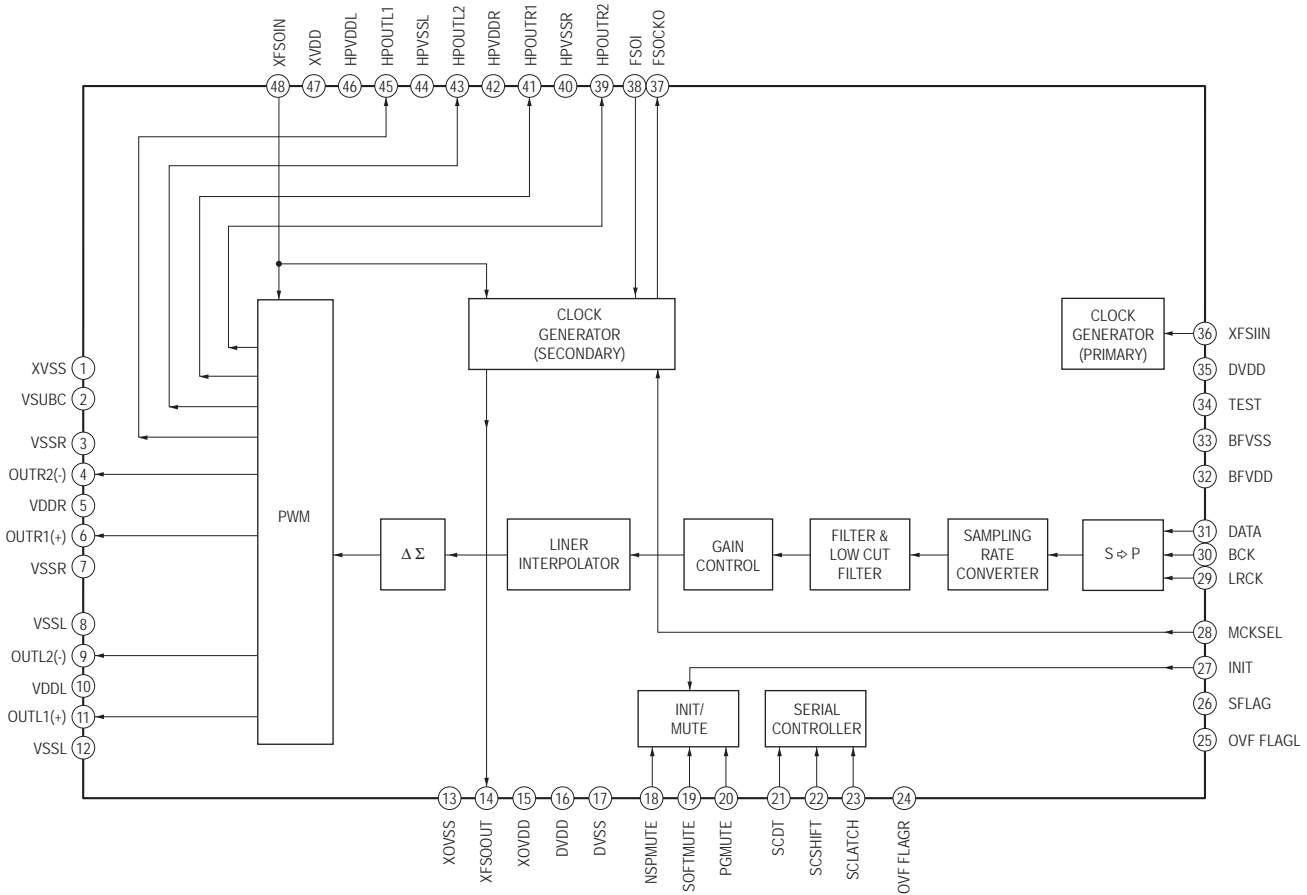 XFSOIN
XVDD
HPVDDL
HPOUTL1
HPVSSL
HPOUTL2
HPVDDR
HPOUTR1
HPVSSR
HPOUTR2
FSOI
FSOCKO
48
47
46
45
44
43
42
41
40
39
38
37
XVSS 1
VSUBC 2
VSSR 3
OUTR2(-) 4
VDDR 5
OUTR1(+) 6
VSSR 7
VSSL 8
OUTL2(-) 9
VDDL 10
OUTL1(+) 11
VSSL 12
PWM
CLOCK
GENERATOR
(SECONDARY)
CLOCK
GENERATOR
(PRIMARY)
Δ Σ
LINER
INTERPOLATOR
GAIN
CONTROL
FILTER &
LOW CUT
FILTER
SAMPLING
RATE
CONVERTER
S ⇨ P
INIT/
MUTE
SERIAL
CONTROLLER
36 XFSIIN
35 DVDD
34 TEST
33 BFVSS
32 BFVDD
31 DATA
30 BCK
29 LRCK
28 MCKSEL
27 INIT
26 SFLAG
25 OVF FLAGL
13
14
15
16
17
18
19
20
21
22
23
24
XOVSS
XFSOOUT
XOVDD
DVDD
DVSS
NSPMUTE
SOFTMUTE
PGMUTE
SCDT
SCSHIFT
SCLATCH
OVF FLAGR